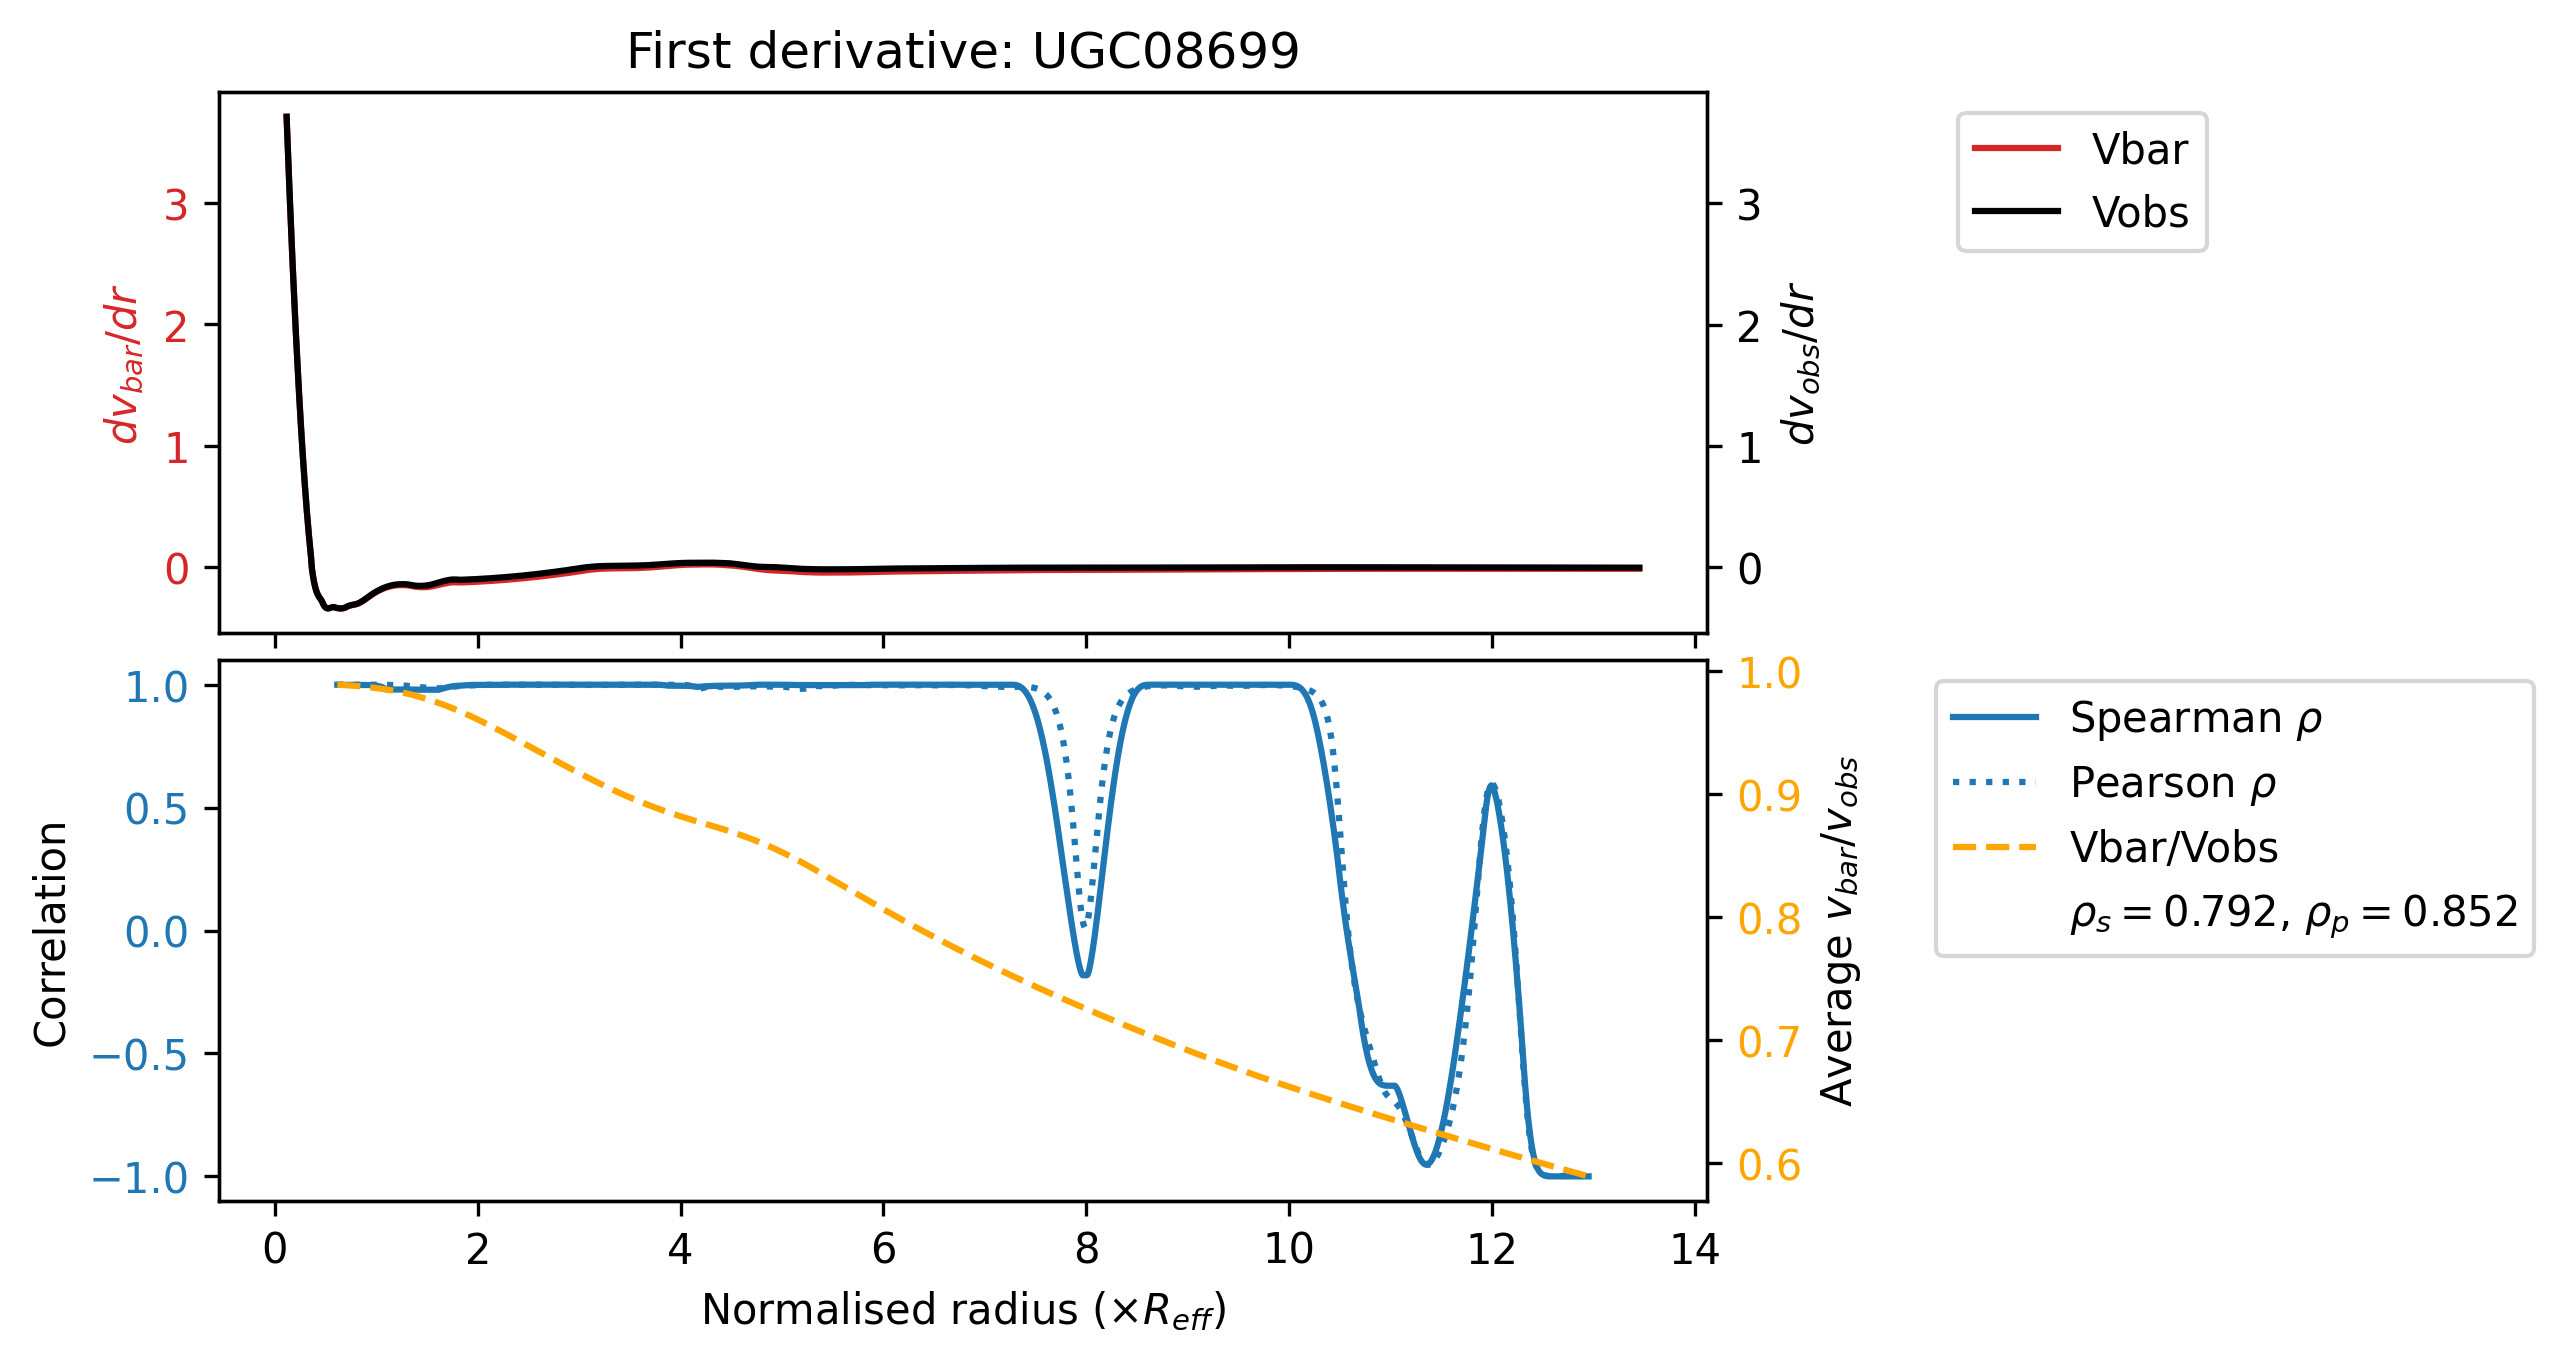 First derivative: UGC08699
3
2
1
0
dv_bar/dr
3
2
1
0
dv_obs/dr
Vbar
Vobs
1.0
0.5
0.0
−0.5
−1.0
Correlation
1.0
0.9
0.8
0.7
0.6
Average v_bar/v_obs
Spearman ρ
Pearson ρ
Vbar/Vobs
ρ_s = 0.792, ρ_p = 0.852
0 2 4 6 8 10 12 14
Normalised radius (×R_eff)